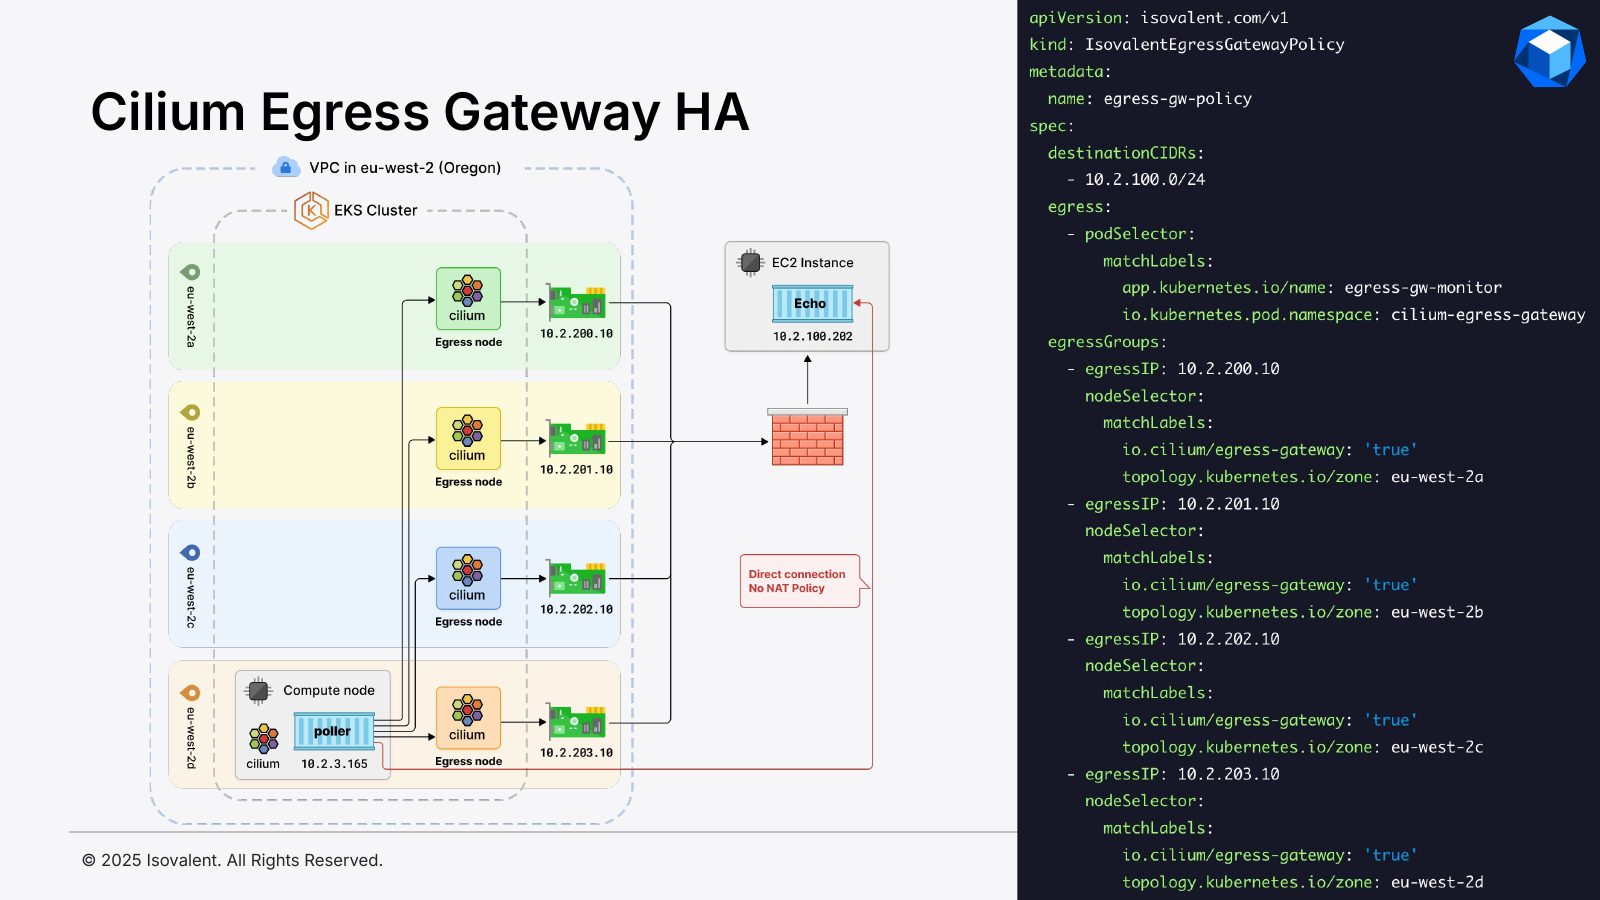 Cilium Egress Gateway HA
VPC in eu-west-2 (Oregon)
EKS Cluster
eu-west-2a
cilium
Egress node
10.2.200.10
eu-west-2b
cilium
Egress node
10.2.201.10
eu-west-2c
cilium
Egress node
10.2.202.10
eu-west-2d
Compute node
poller
cilium
10.2.3.165
cilium
Egress node
10.2.203.10
EC2 Instance
Echo
10.2.100.202
Direct connection
No NAT Policy
© 2025 Isovalent. All Rights Reserved.
apiVersion: isovalent.com/v1
kind: IsovalentEgressGatewayPolicy
metadata:
  name: egress-gw-policy
spec:
  destinationCIDRs:
    - 10.2.100.0/24
  egress:
    - podSelector:
        matchLabels:
          app.kubernetes.io/name: egress-gw-monitor
          io.kubernetes.pod.namespace: cilium-egress-gateway
  egressGroups:
    - egressIP: 10.2.200.10
      nodeSelector:
        matchLabels:
          io.cilium/egress-gateway: 'true'
          topology.kubernetes.io/zone: eu-west-2a
    - egressIP: 10.2.201.10
      nodeSelector:
        matchLabels:
          io.cilium/egress-gateway: 'true'
          topology.kubernetes.io/zone: eu-west-2b
    - egressIP: 10.2.202.10
      nodeSelector:
        matchLabels:
          io.cilium/egress-gateway: 'true'
          topology.kubernetes.io/zone: eu-west-2c
    - egressIP: 10.2.203.10
      nodeSelector:
        matchLabels:
          io.cilium/egress-gateway: 'true'
          topology.kubernetes.io/zone: eu-west-2d